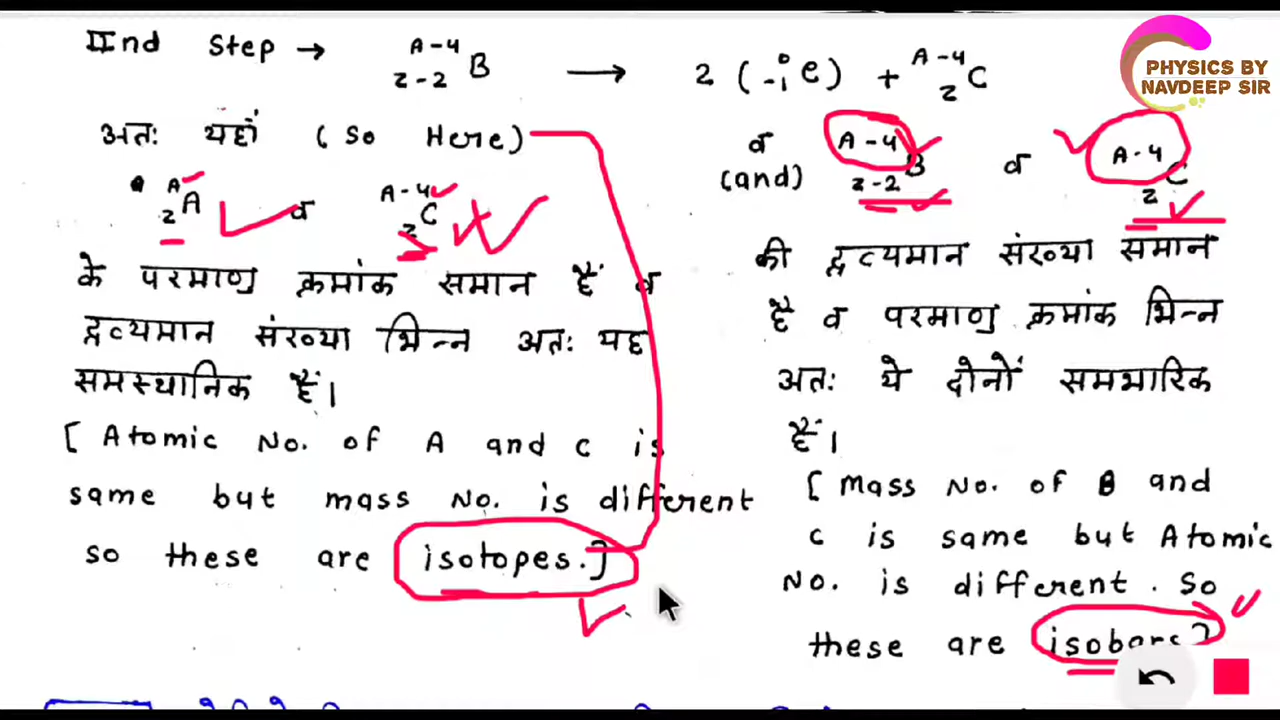 IInd Step → ᴬ⁻⁴ z-2 B → 2 (⁰ -1 e) + ᴬ⁻⁴ z C
अतः यहाँ (So Here)
ᴬ z A व ᴬ⁻⁴ z C
के परमाणु क्रमांक समान हैं व
द्रव्यमान संख्या भिन्न अतः यह
समस्थानिक हैं।
[ Atomic No. of A and c is
same but mass No. is different
so these are isotopes.]
व
(and) ᴬ⁻⁴ z-2 B व ᴬ⁻⁴ z C
की द्रव्यमान संख्या समान
है व परमाणु क्रमांक भिन्न
अतः ये दोनों समभारिक
हैं।
[ Mass No. of B and
c is same but Atomic
No. is different. So
these are isobars]
PHYSICS BY
NAVDEEP SIR